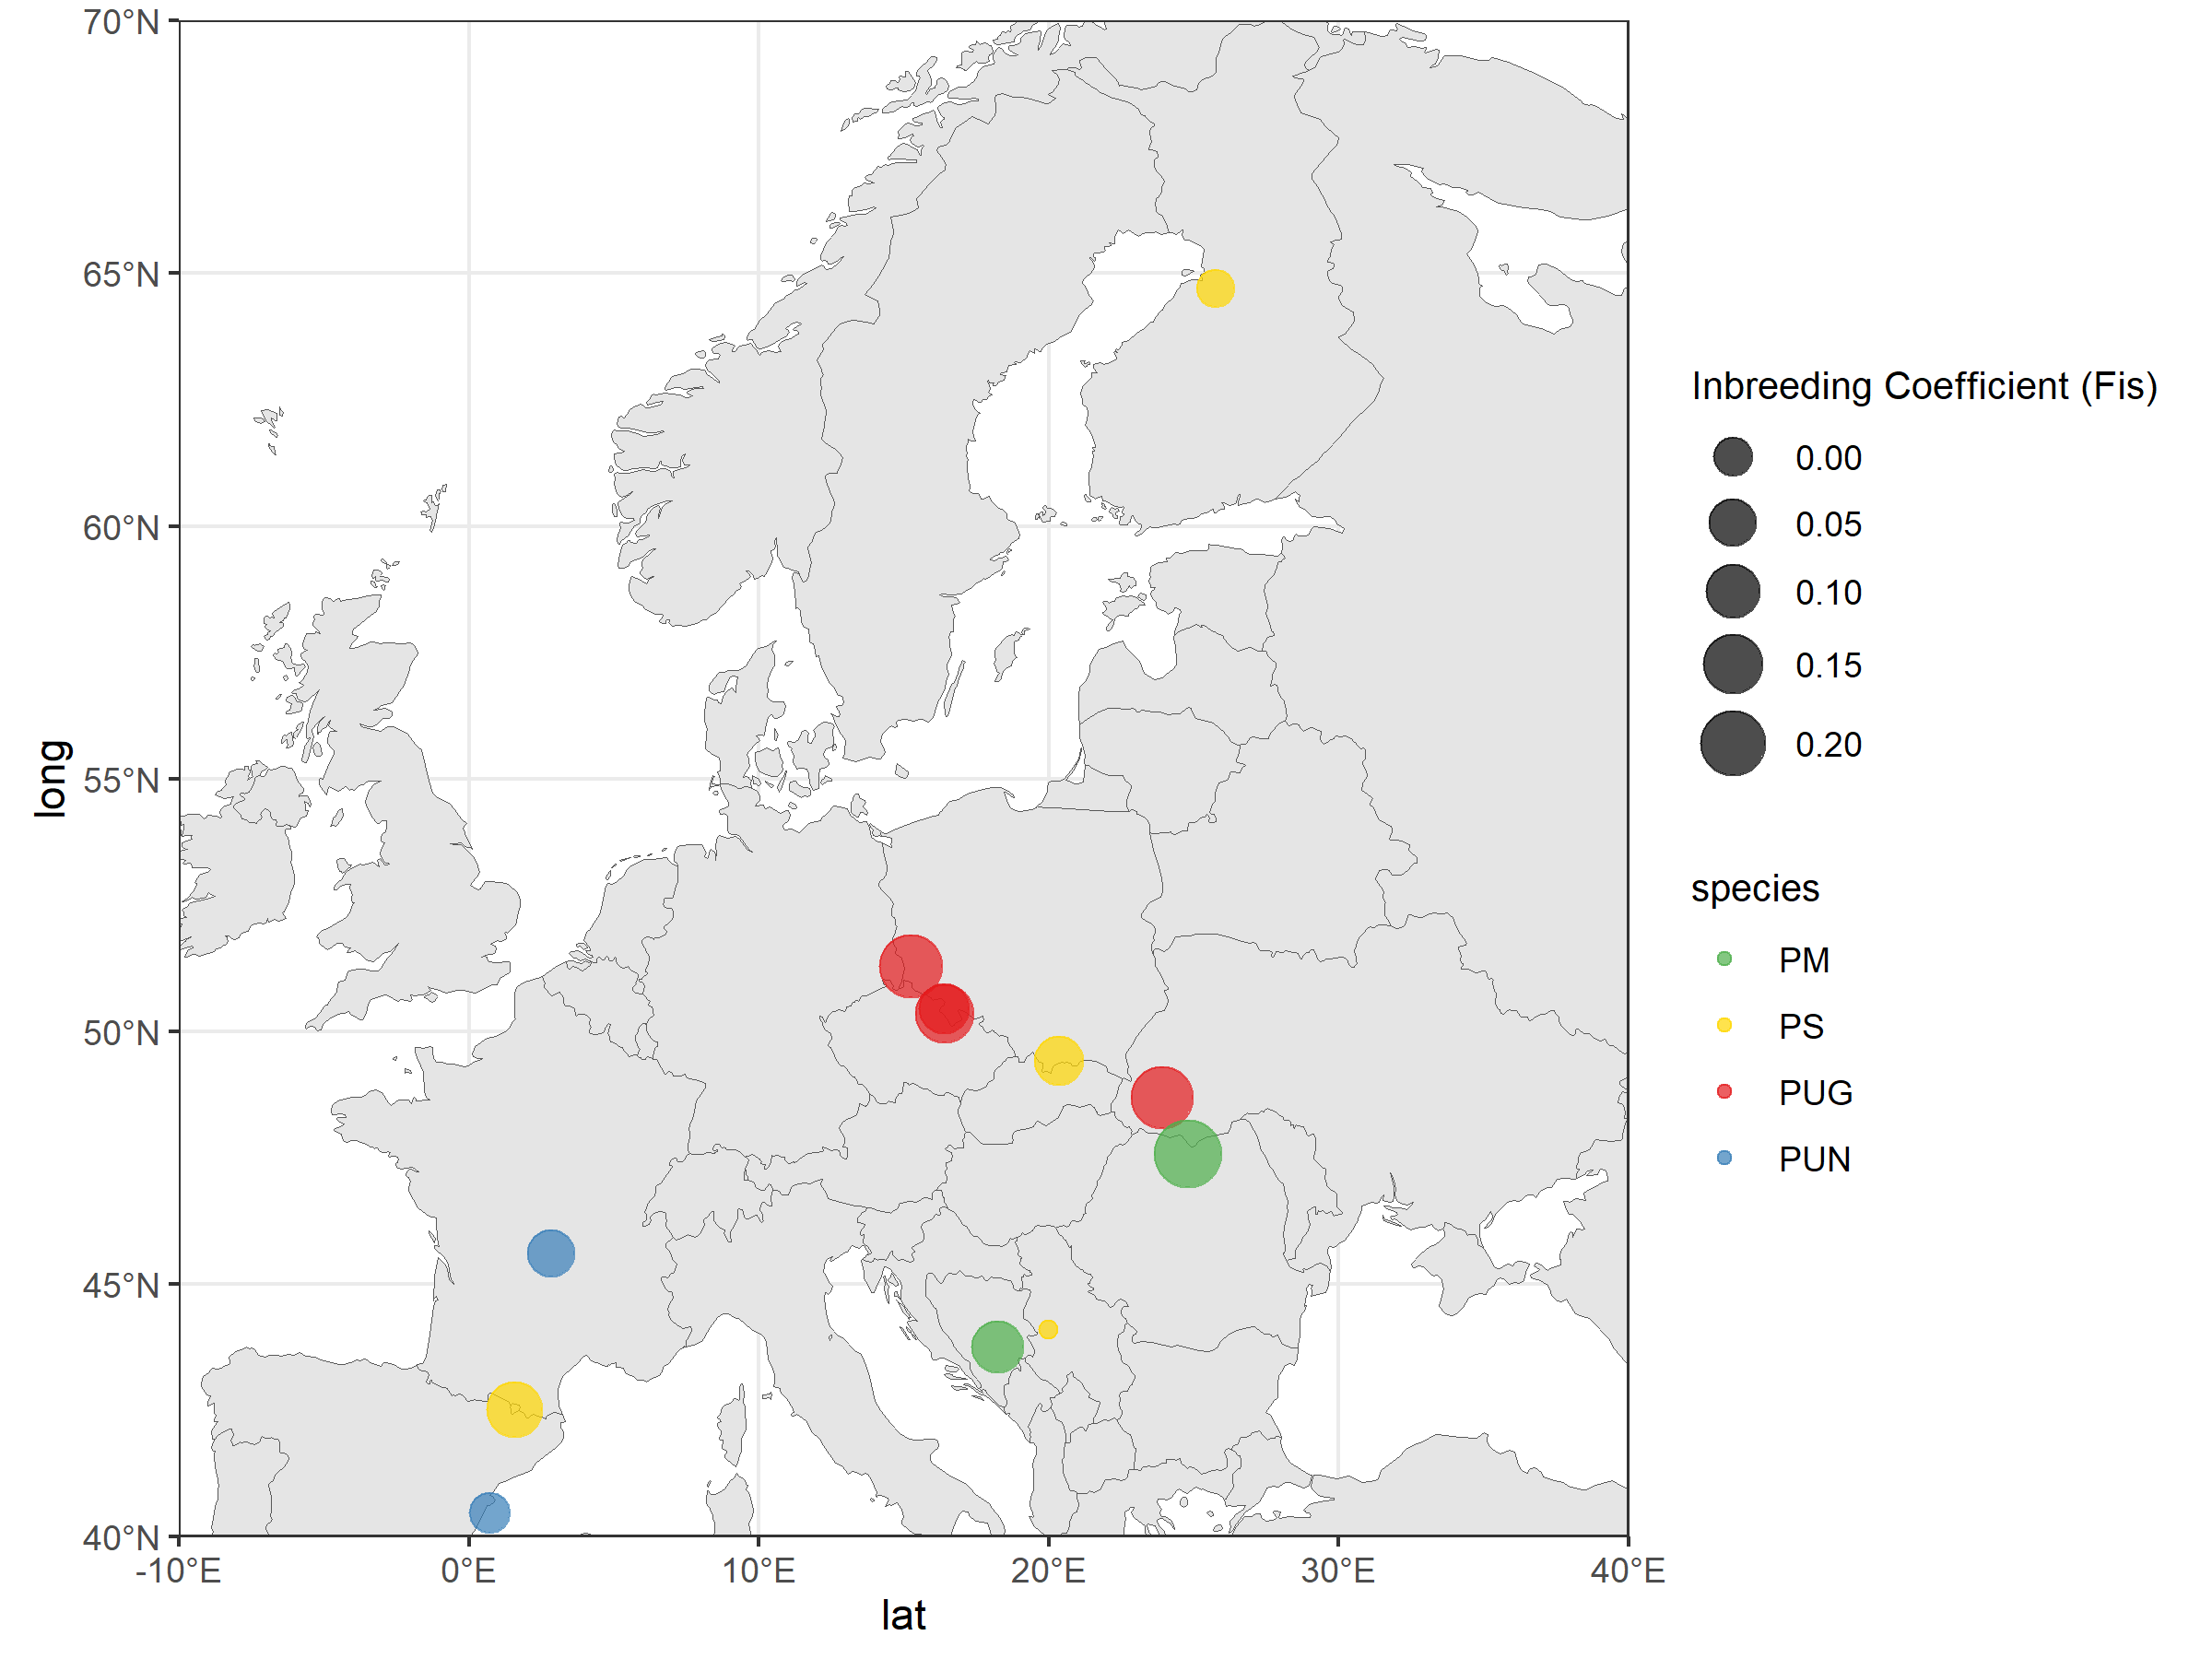 70°N
65°N
60°N
55°N
50°N
45°N
40°N
long
-10°E 0°E 10°E 20°E 30°E 40°E
lat
Inbreeding Coefficient (Fis)
0.00
0.05
0.10
0.15
0.20
species
PM
PS
PUG
PUN